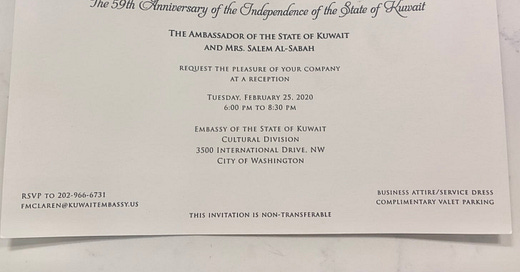 The 59th Anniversary of the Independence of the State of Kuwait
THE AMBASSADOR OF THE STATE OF KUWAIT
AND MRS. SALEM AL-SABAH
REQUEST THE PLEASURE OF YOUR COMPANY
AT A RECEPTION
TUESDAY, FEBRUARY 25, 2020
6:00 PM TO 8:30 PM
EMBASSY OF THE STATE OF KUWAIT
CULTURAL DIVISION
3500 INTERNATIONAL DRIVE, NW
CITY OF WASHINGTON
RSVP TO 202-966-6731
FMCLAREN@KUWAITEMBASSY.US
BUSINESS ATTIRE/SERVICE DRESS
COMPLIMENTARY VALET PARKING
THIS INVITATION IS NON-TRANSFERABLE